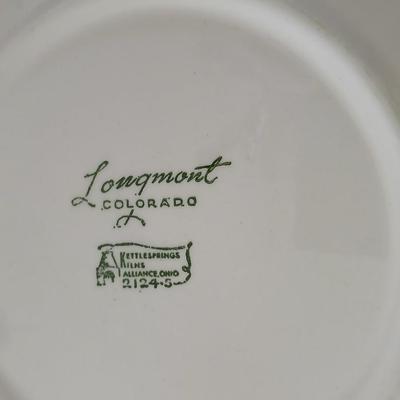 Longmont
COLORADO
KETTLESPRINGS
KILNS
ALLIANCE, OHIO
2124-S